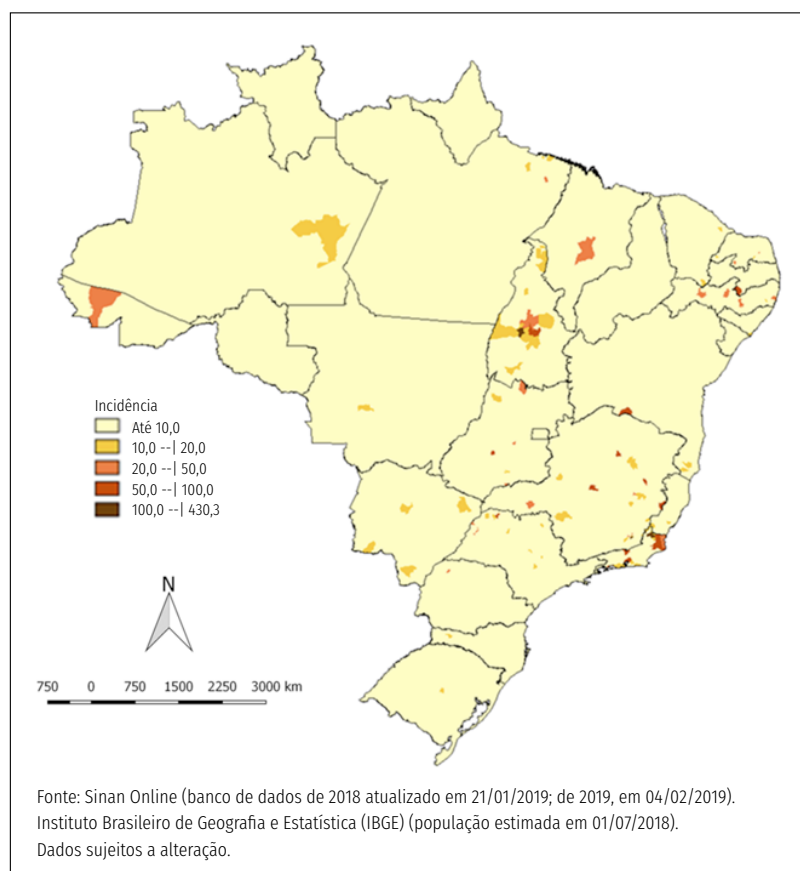 Incidência
Até 10,0
10,0 --| 20,0
20,0 --| 50,0
50,0 --| 100,0
100,0 --| 430,3
N
750 0 750 1500 2250 3000 km
Fonte: Sinan Online (banco de dados de 2018 atualizado em 21/01/2019; de 2019, em 04/02/2019).
Instituto Brasileiro de Geografia e Estatística (IBGE) (população estimada em 01/07/2018).
Dados sujeitos a alteração.